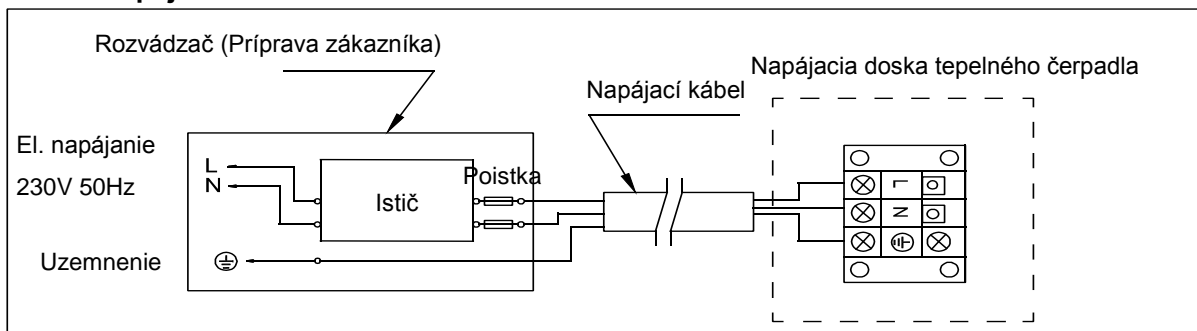 Rozvádzač (Príprava zákazníka)
Napájacia doska tepelného čerpadla
Napájací kábel
El. napájanie
230V 50Hz
L
N
Istič
Poistka
Uzemnenie
L
N